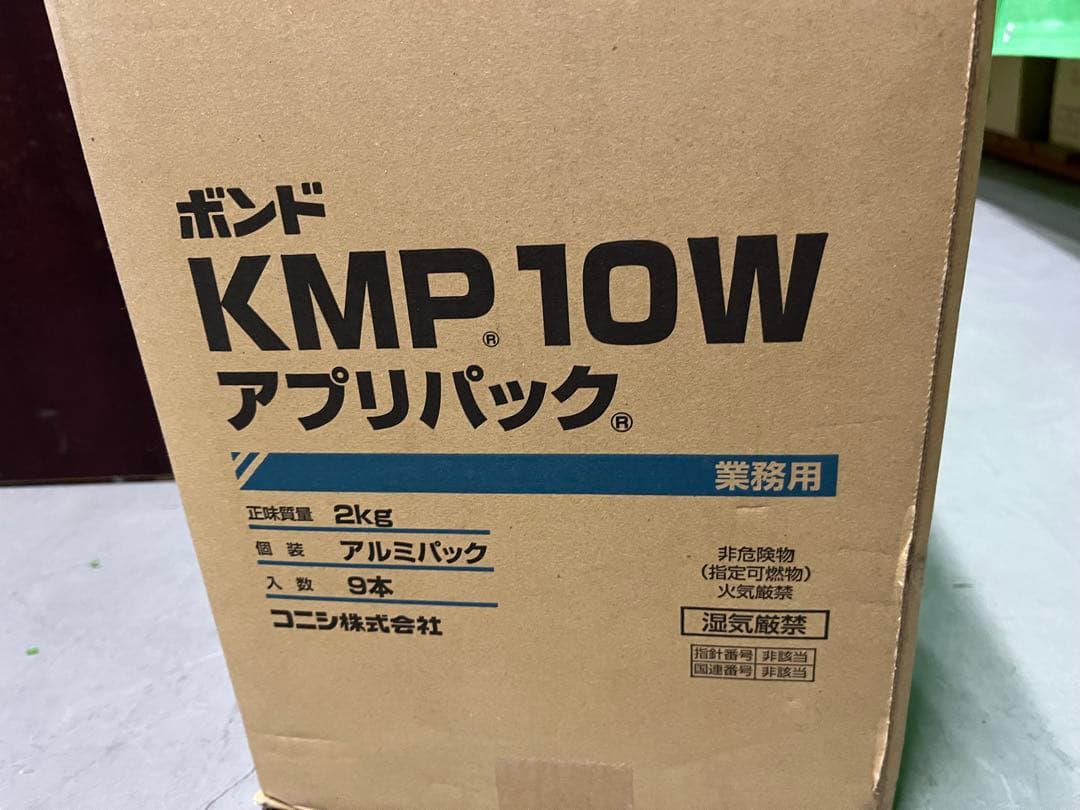 ボンド
KMP® 10W
アプリパック®
業務用
正味質量 2kg
個装 アルミパック
入数 9本
コニシ株式会社
非危険物
(指定可燃物)
火気厳禁
湿気厳禁
指針番号 非該当
国連番号 非該当